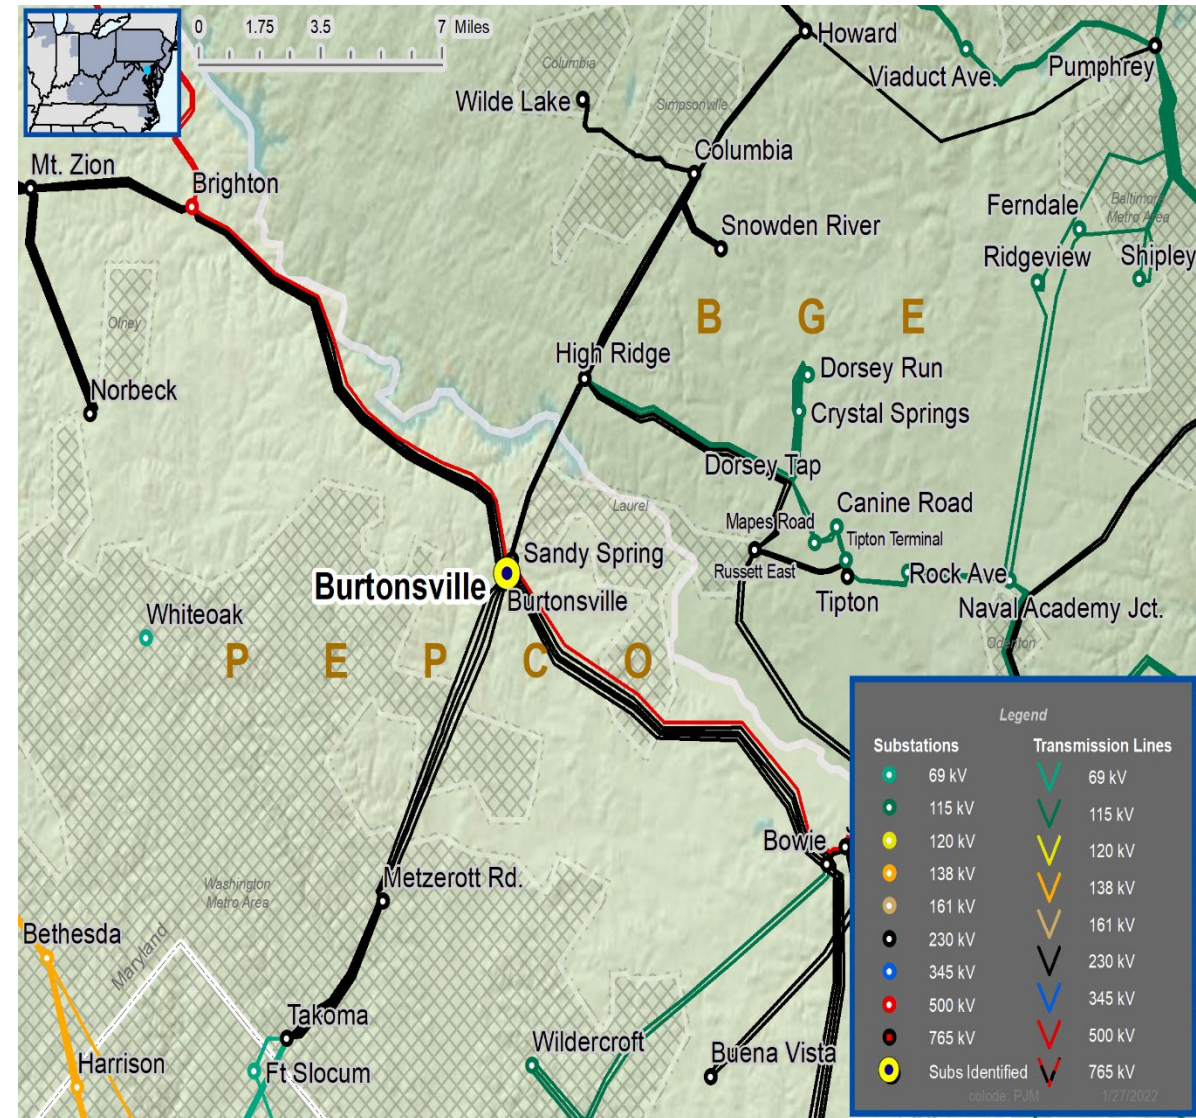 0 1.75 3.5 7 Miles
Howard
Viaduct Ave.
Pumphrey
Columbia
Wilde Lake
Simpsonville
Mt. Zion
Brighton
Columbia
Ferndale
Baltimore
Metro Area
Snowden River
Ridgeview
Shipley
B G E
Olney
High Ridge
Dorsey Run
Norbeck
Crystal Springs
Dorsey Tap
Laurel
Canine Road
Mapes Road
Tipton Terminal
Sandy Spring
Russett East
Rock Ave.
Burtonsville
Burtonsville
Tipton
Naval Academy Jct.
Whiteoak
Odenton
P E P C O
Legend
Substations
Transmission Lines
69 kV
69 kV
115 kV
115 kV
120 kV
120 kV
138 kV
138 kV
161 kV
161 kV
230 kV
230 kV
345 kV
345 kV
500 kV
500 kV
765 kV
Subs Identified
765 kV
colode; PJM 1/27/2022
Bowie
Metzerott Rd.
Washington
Metro Area
Bethesda
Maryland
Takoma
Wildercroft
Buena Vista
Harrison
Ft Slocum